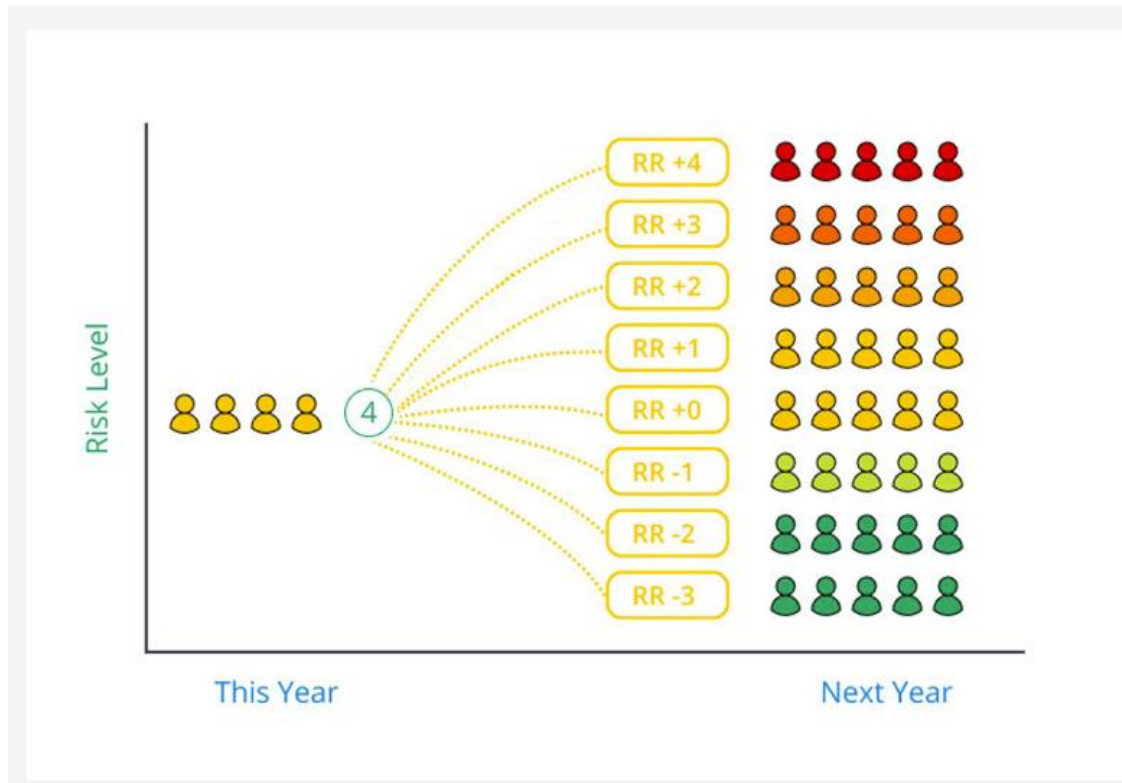 RR +4
RR +3
RR +2
RR +1
Risk Level
4
RR +0
RR -1
RR -2
RR -3
This Year
Next Year